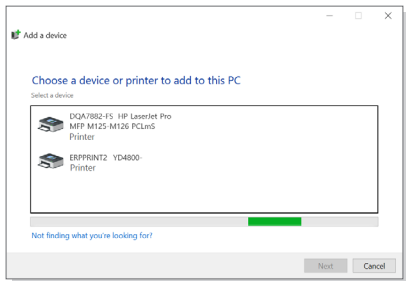 Add a device
Choose a device or printer to add to this PC
Select a device
DQA7882-FS HP LaserJet Pro
MFP M125-M126 PCLmS
Printer
ERPPRINT2 YD4800-
Printer
Not finding what you're looking for?
Next
Cancel